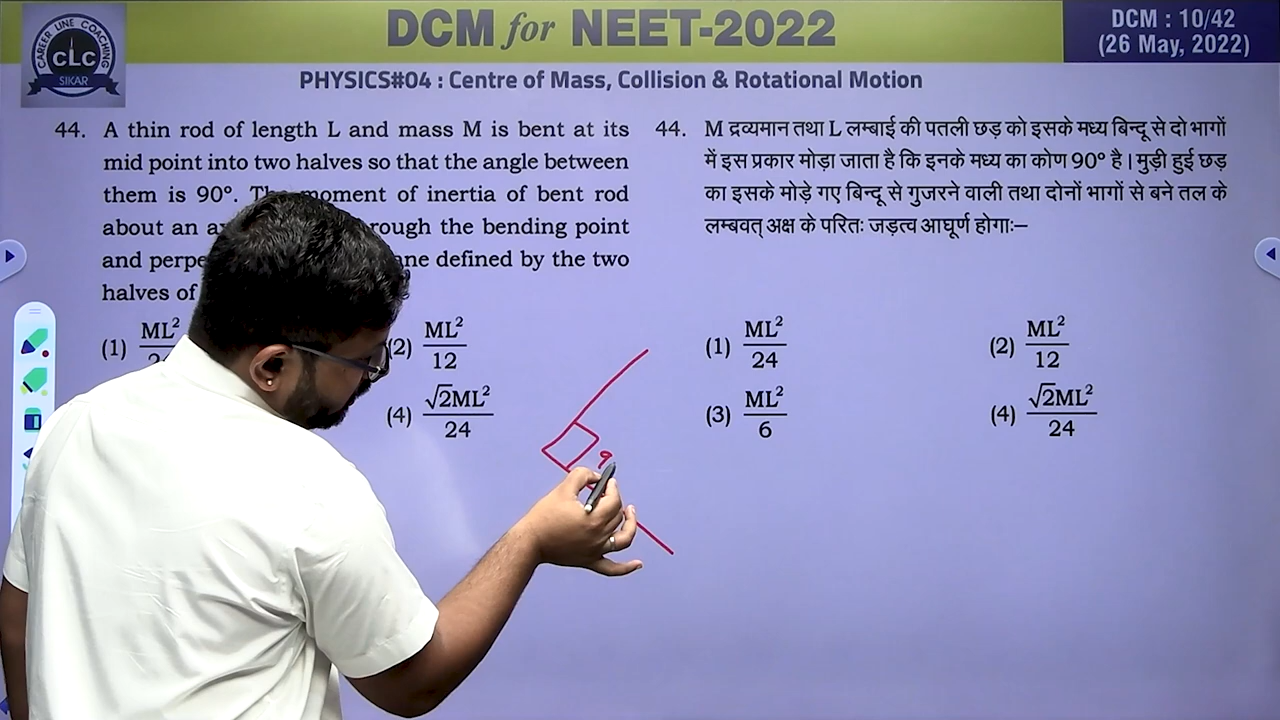 DCM for NEET-2022
DCM : 10/42
(26 May, 2022)
CAREER LINE COACHING
CLC
SIKAR
PHYSICS#04 : Centre of Mass, Collision & Rotational Motion
44. A thin rod of length L and mass M is bent at its
mid point into two halves so that the angle between
them is 90°. The moment of inertia of bent rod
about an rough the bending point
and defined by the two
halves of
(1) ML²
(2) ML²/12
(4) √2ML²/24
44. M द्रव्यमान तथा L लम्बाई की पतली छड़ को इसके मध्य बिन्दू से दो भागों
में इस प्रकार मोड़ा जाता है कि इनके मध्य का कोण 90° है। मुड़ी हुई छड़
का इसके मोड़े गए बिन्दू से गुजरने वाली तथा दोनों भागों से बने तल के
लम्बवत् अक्ष के परितः जड़त्व आघूर्ण होगाः–
(1) ML²/24
(2) ML²/12
(3) ML²/6
(4) √2ML²/24
9